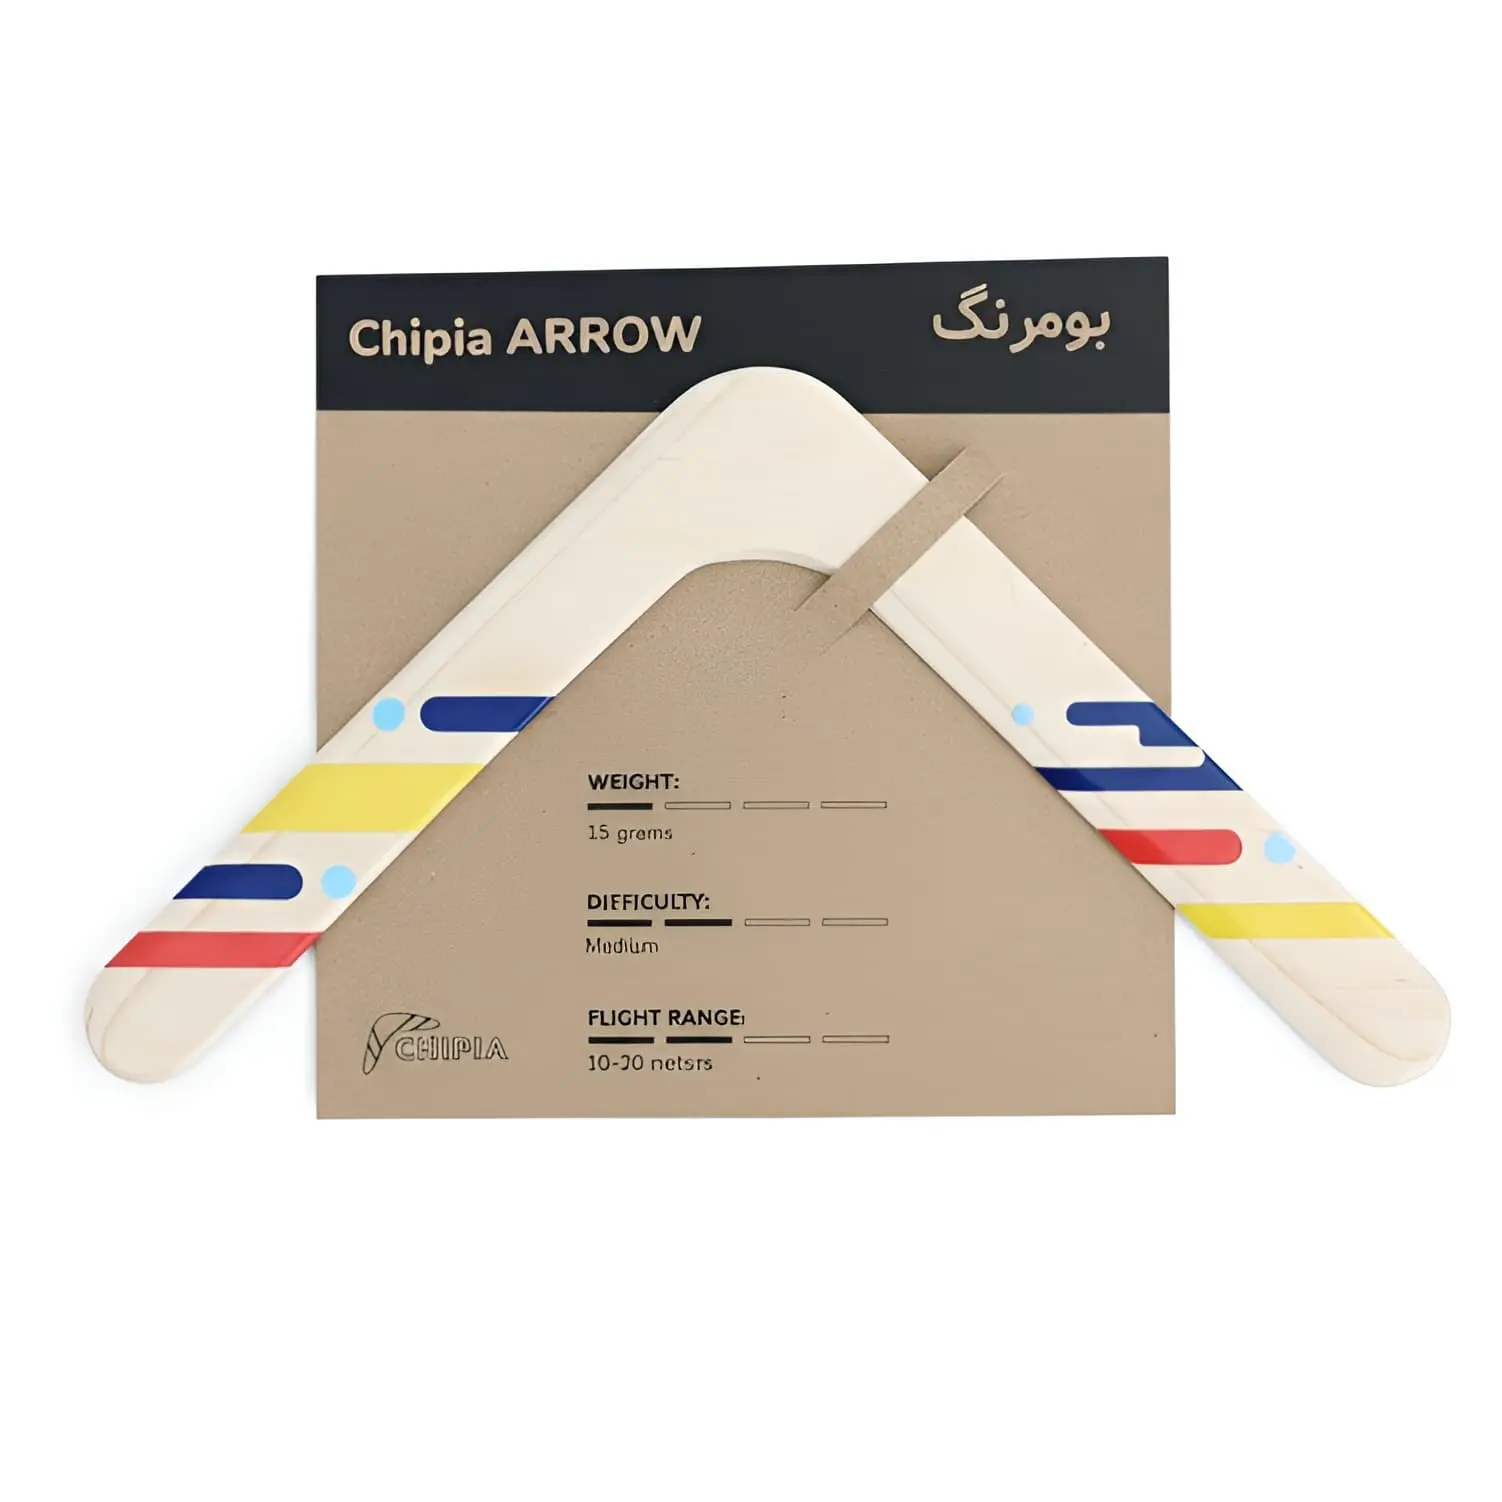 Chipia ARROW
بومرنگ
WEIGHT:
15 grams
DIFFICULTY:
Medium
FLIGHT RANGE:
CHIPIA